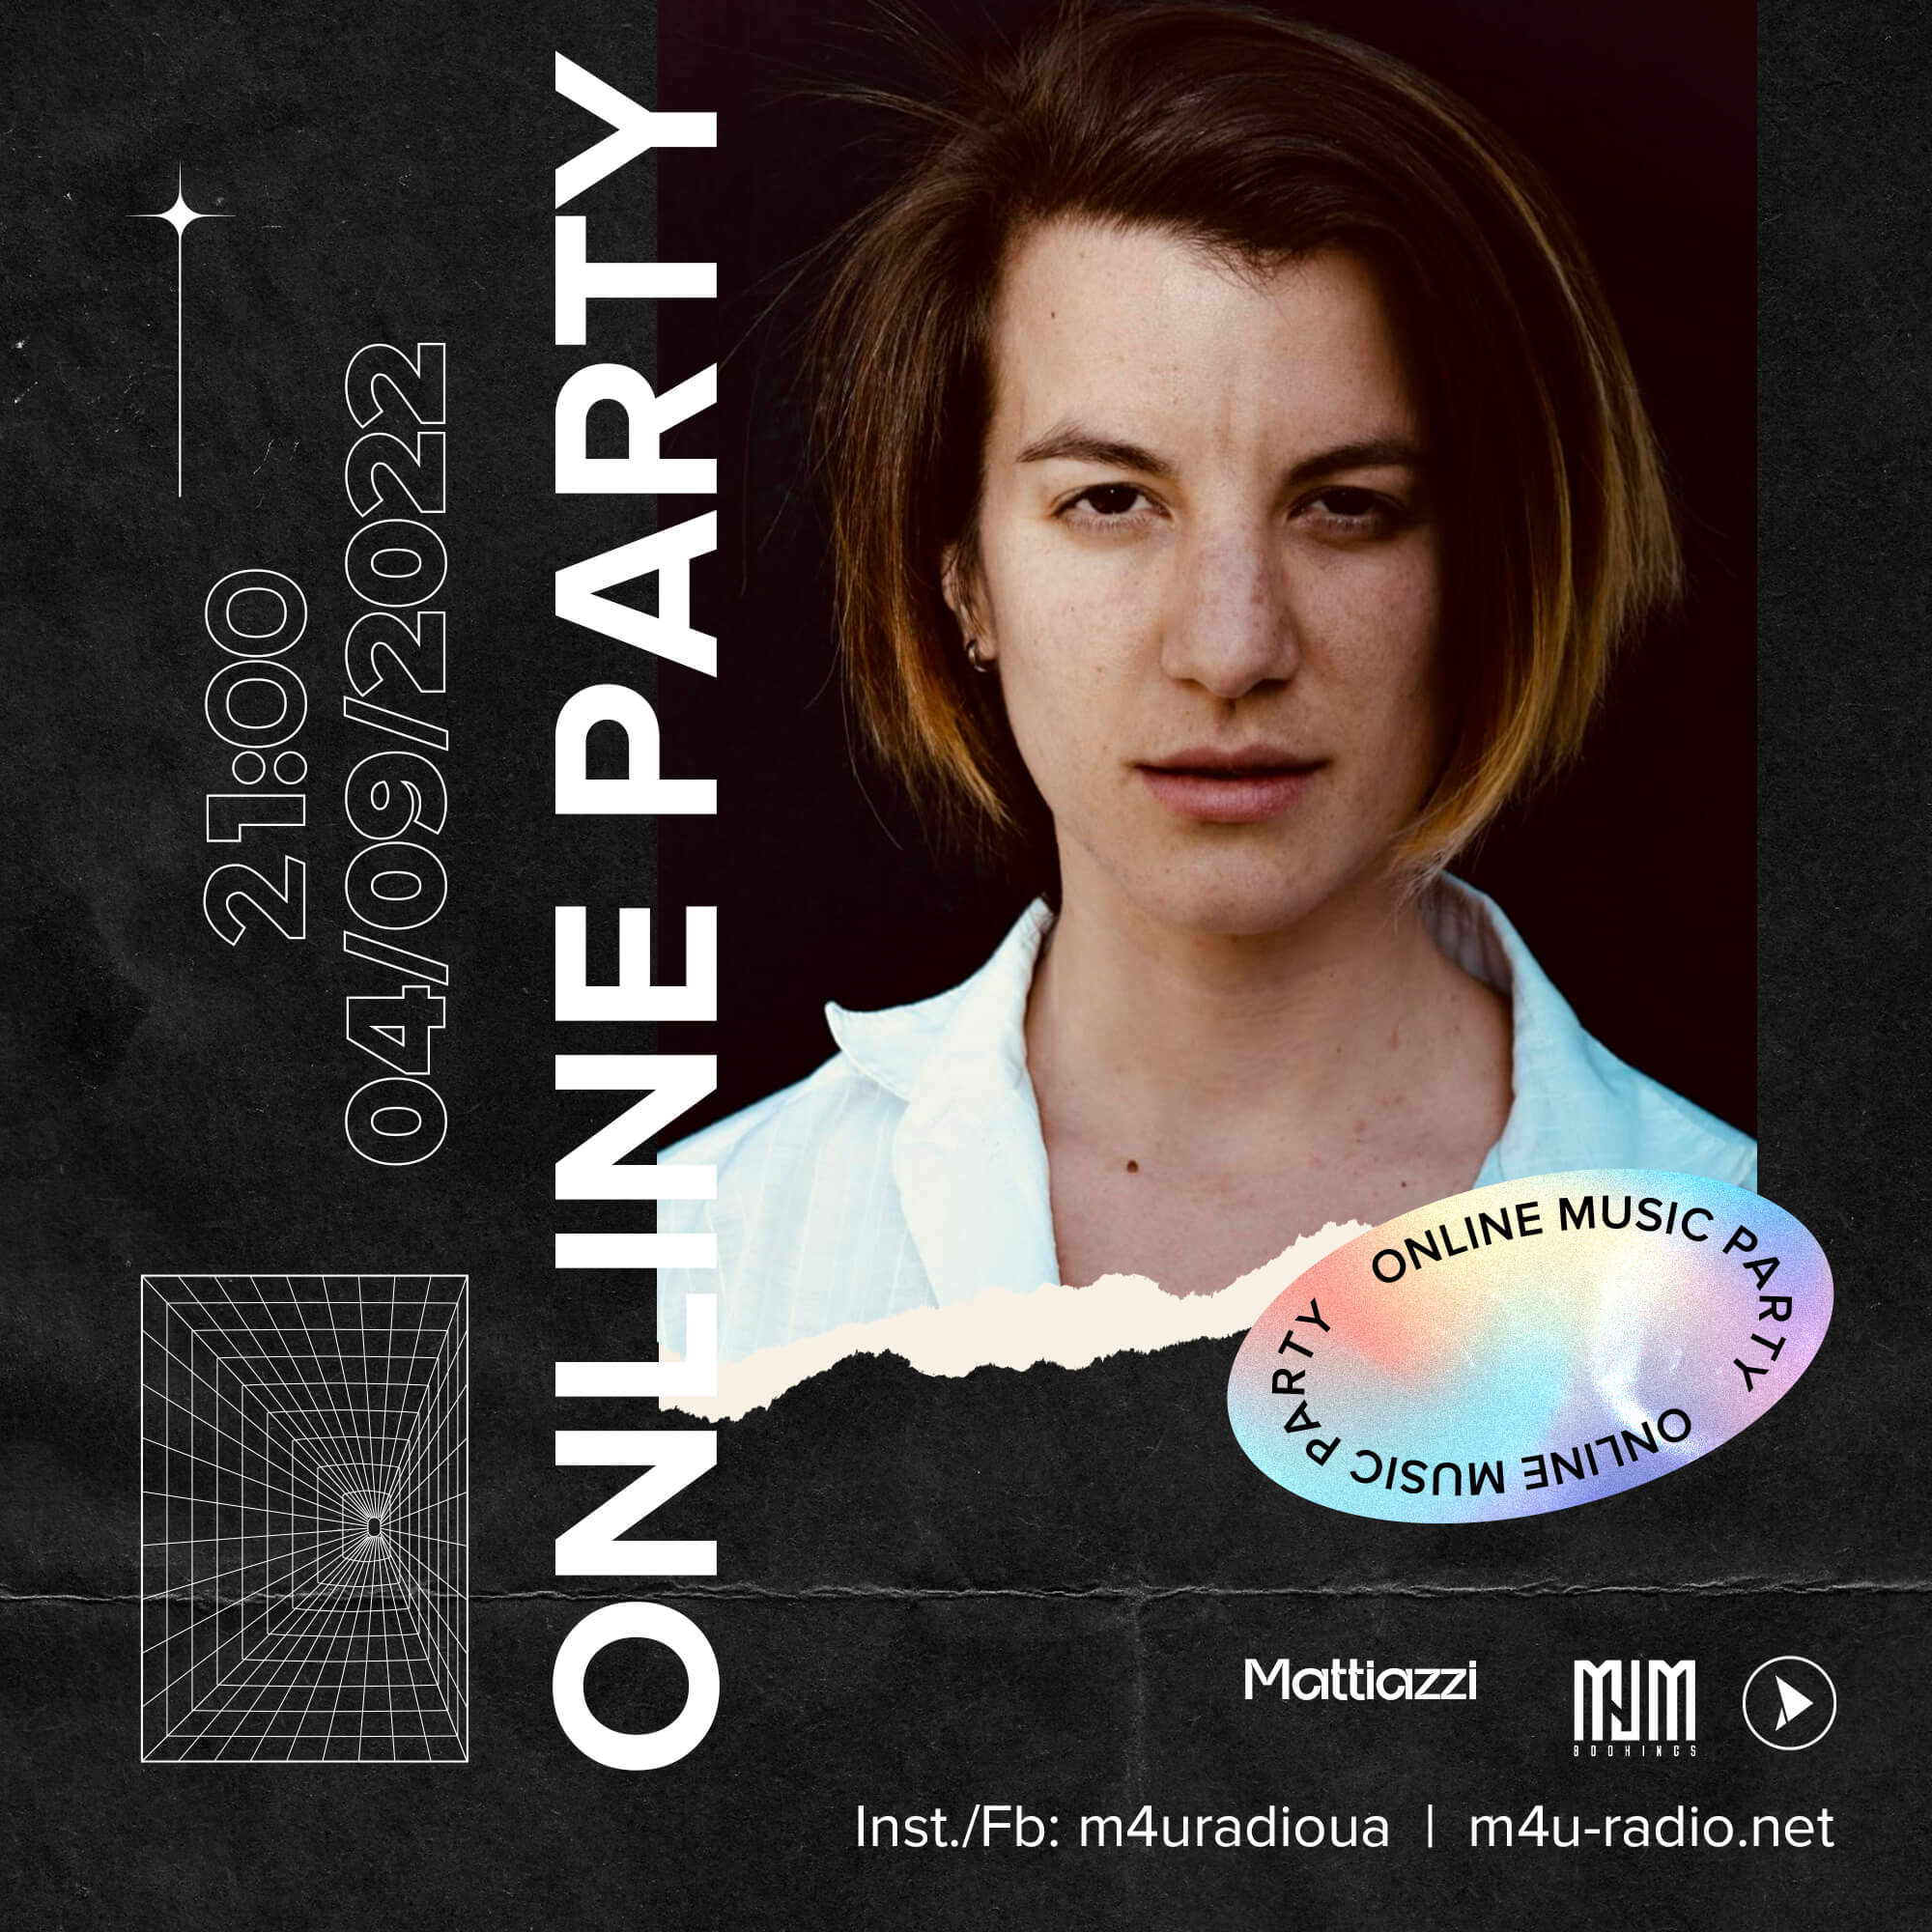 21:00
04/09/2022
ONLINE PARTY
ONLINE MUSIC PARTY
ONLINE MUSIC PARTY
Mattiazzi
MJM
BOOKINGS
Inst./Fb: m4uradioua | m4u-radio.net